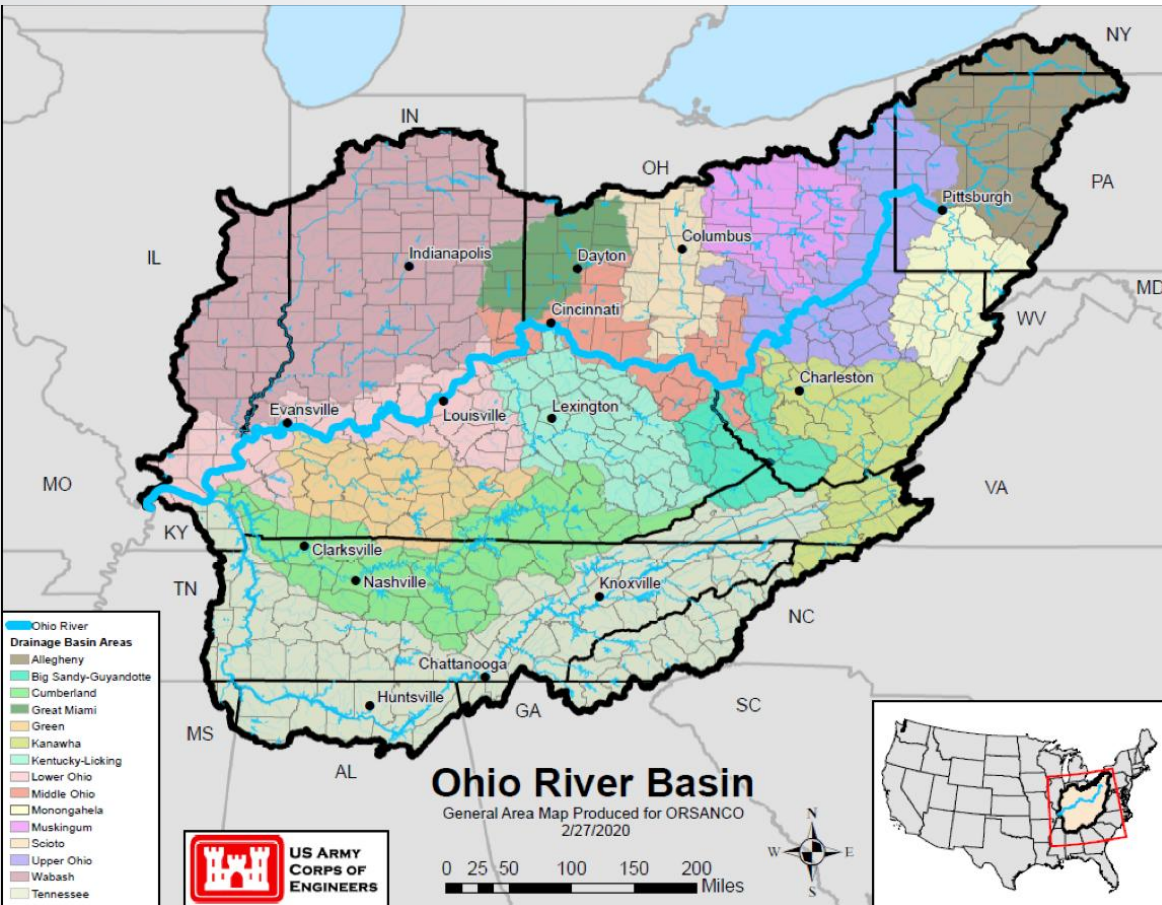 NY
IN
OH
PA
Pittsburgh
Columbus
IL
Indianapolis
Dayton
MD
Cincinnati
WV
Charleston
Evansville
Louisville
Lexington
MO
VA
KY
Clarksville
Nashville
Knoxville
TN
NC
Chattanooga
Huntsville
GA
SC
MS
AL
Ohio River
Drainage Basin Areas
Allegheny
Big Sandy-Guyandotte
Cumberland
Great Miami
Green
Kanawha
Kentucky-Licking
Lower Ohio
Middle Ohio
Monongahela
Muskingum
Scioto
Upper Ohio
Wabash
Tennessee
US ARMY
CORPS OF
ENGINEERS
Ohio River Basin
General Area Map Produced for ORSANCO
2/27/2020
0 25 50 100 150 200
Miles
N
W E
S